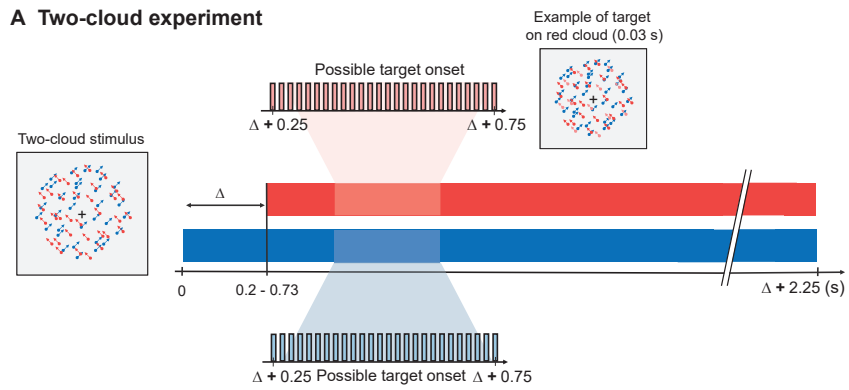 A Two-cloud experiment
Example of target
on red cloud (0.03 s)
Possible target onset
Δ + 0.25
Δ + 0.75
Two-cloud stimulus
Δ
0
0.2 - 0.73
Δ + 2.25 (s)
Δ + 0.25 Possible target onset Δ + 0.75